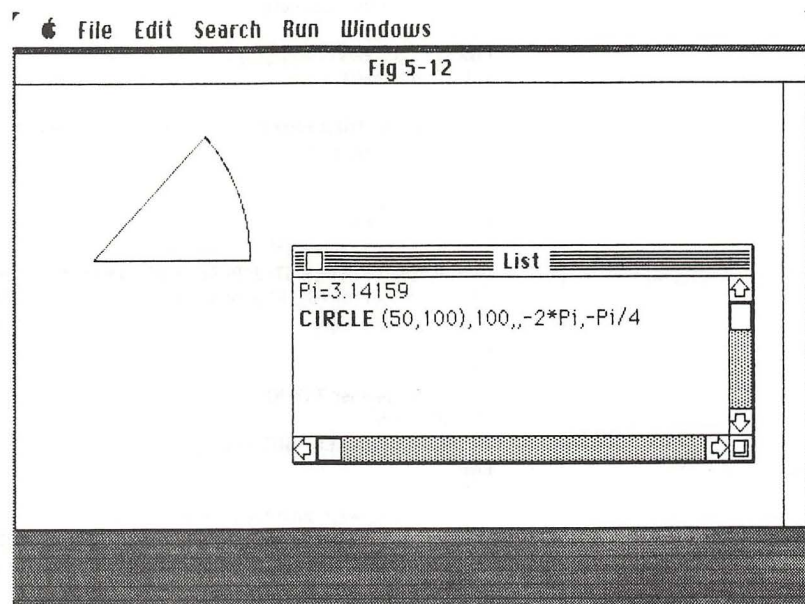 File Edit Search Run Windows
Fig 5-12
List
Pi=3.14159
CIRCLE (50,100),100,,-2*Pi,-Pi/4